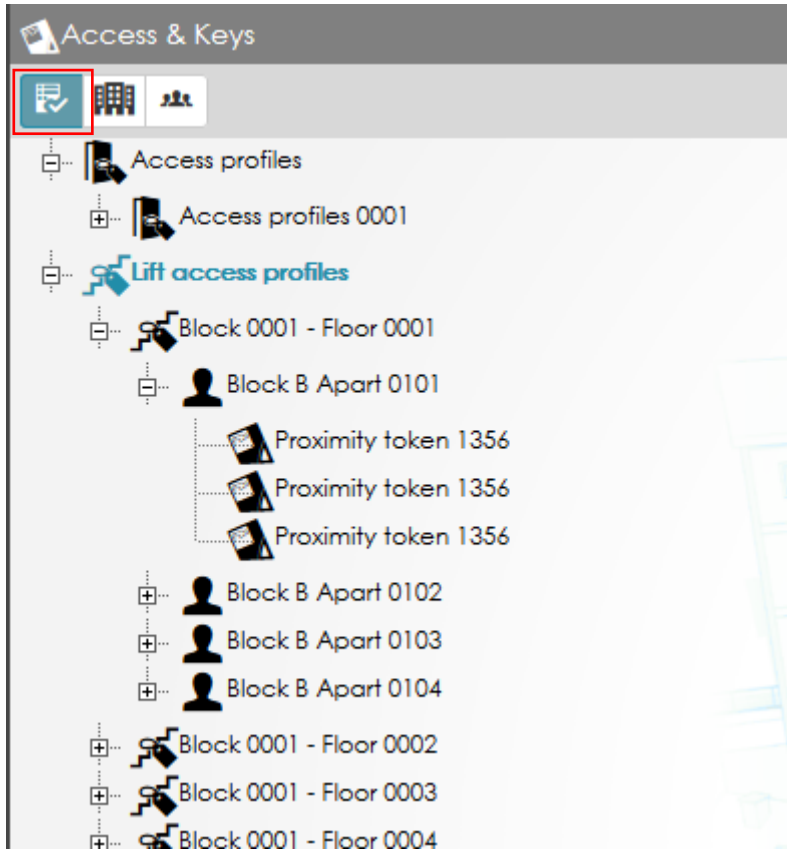 Access & Keys
Access profiles
Access profiles 0001
Lift access profiles
Block 0001 - Floor 0001
Block B Apart 0101
Proximity token 1356
Proximity token 1356
Proximity token 1356
Block B Apart 0102
Block B Apart 0103
Block B Apart 0104
Block 0001 - Floor 0002
Block 0001 - Floor 0003
Block 0001 - Floor 0004